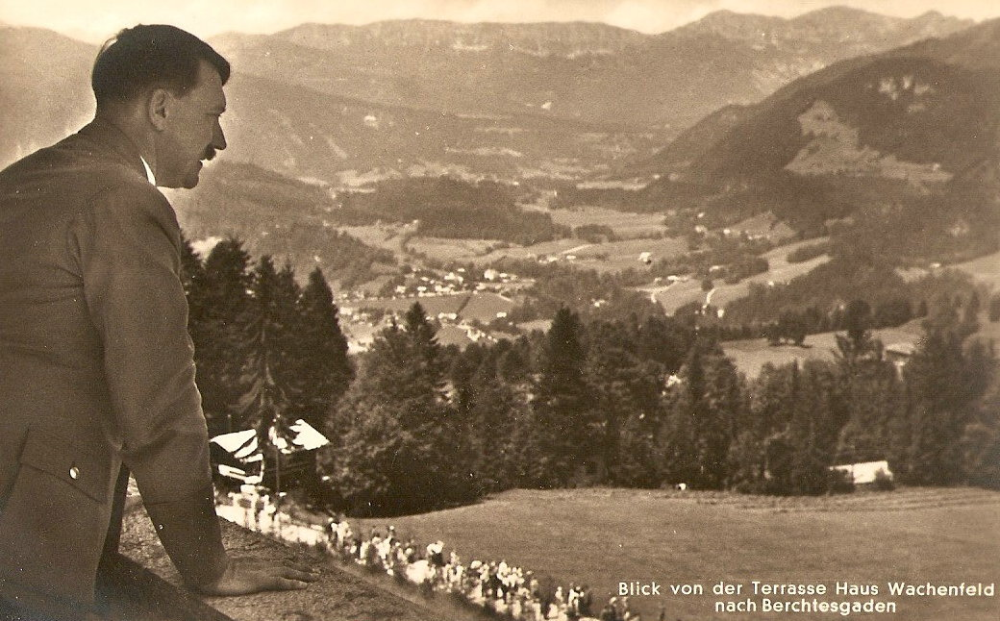 Blick von der Terrasse Haus Wachenfeld
nach Berchtesgaden